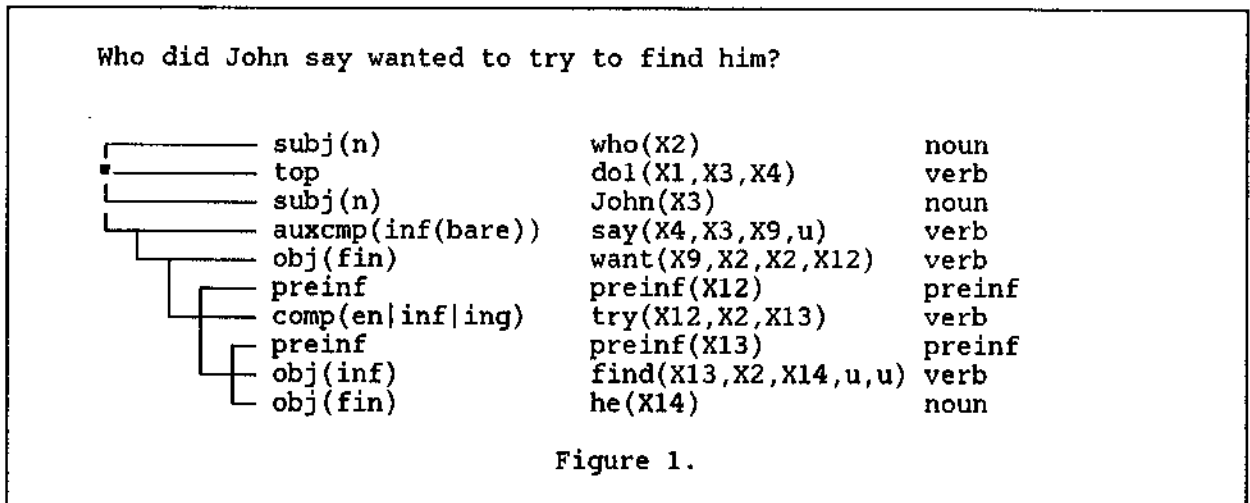 Who did John say wanted to try to find him?
subj(n) who(X2) noun
top do1(X1,X3,X4) verb
subj(n) John(X3) noun
auxcmp(inf(bare)) say(X4,X3,X9,u) verb
obj(fin) want(X9,X2,X2,X12) verb
preinf preinf(X12) preinf
comp(en|inf|ing) try(X12,X2,X13) verb
preinf preinf(X13) preinf
obj(inf) find(X13,X2,X14,u,u) verb
obj(fin) he(X14) noun
Figure 1.